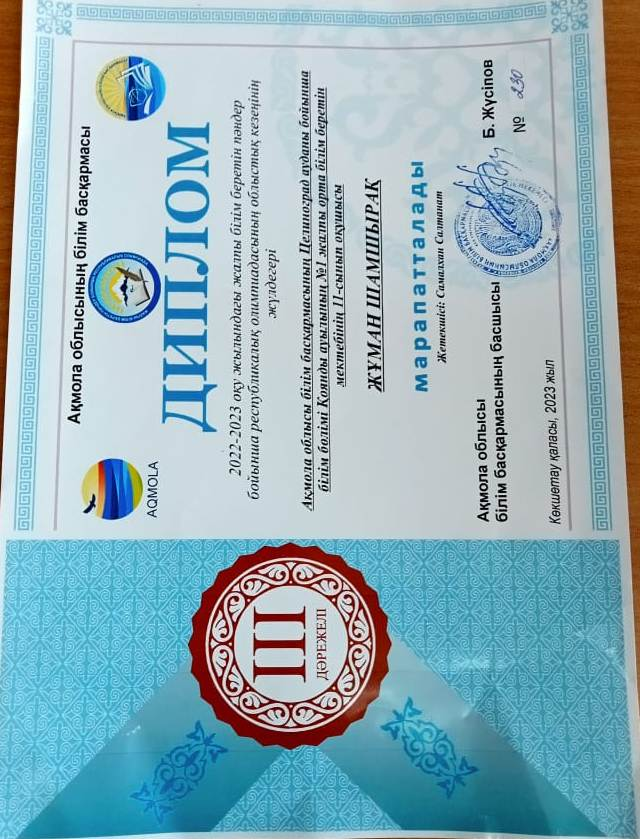 Ақмола облысының білім басқармасы
AQMOLA
ДИПЛОМ
2022-2023 оқу жылындағы жалпы білім беретін пәндер
бойынша республикалық олимпиадасының облыстық кезеңінің
жүлдегері
Ақмола облысы білім басқармасының Целиноград ауданы бойынша
білім бөлімі Қоянды ауылының №1 жалпы орта білім беретін
мектебінің 11-сынып оқушысы
ЖҰМАН ШАМШЫРАҚ
марапатталады
Жетекшісі: Самалхан Салтанат
Ақмола облысы
білім басқармасының басшысы Б. Жүсіпов
Көкшетау қаласы, 2023 жыл
№ 230
III
ДӘРЕЖЕЛІ